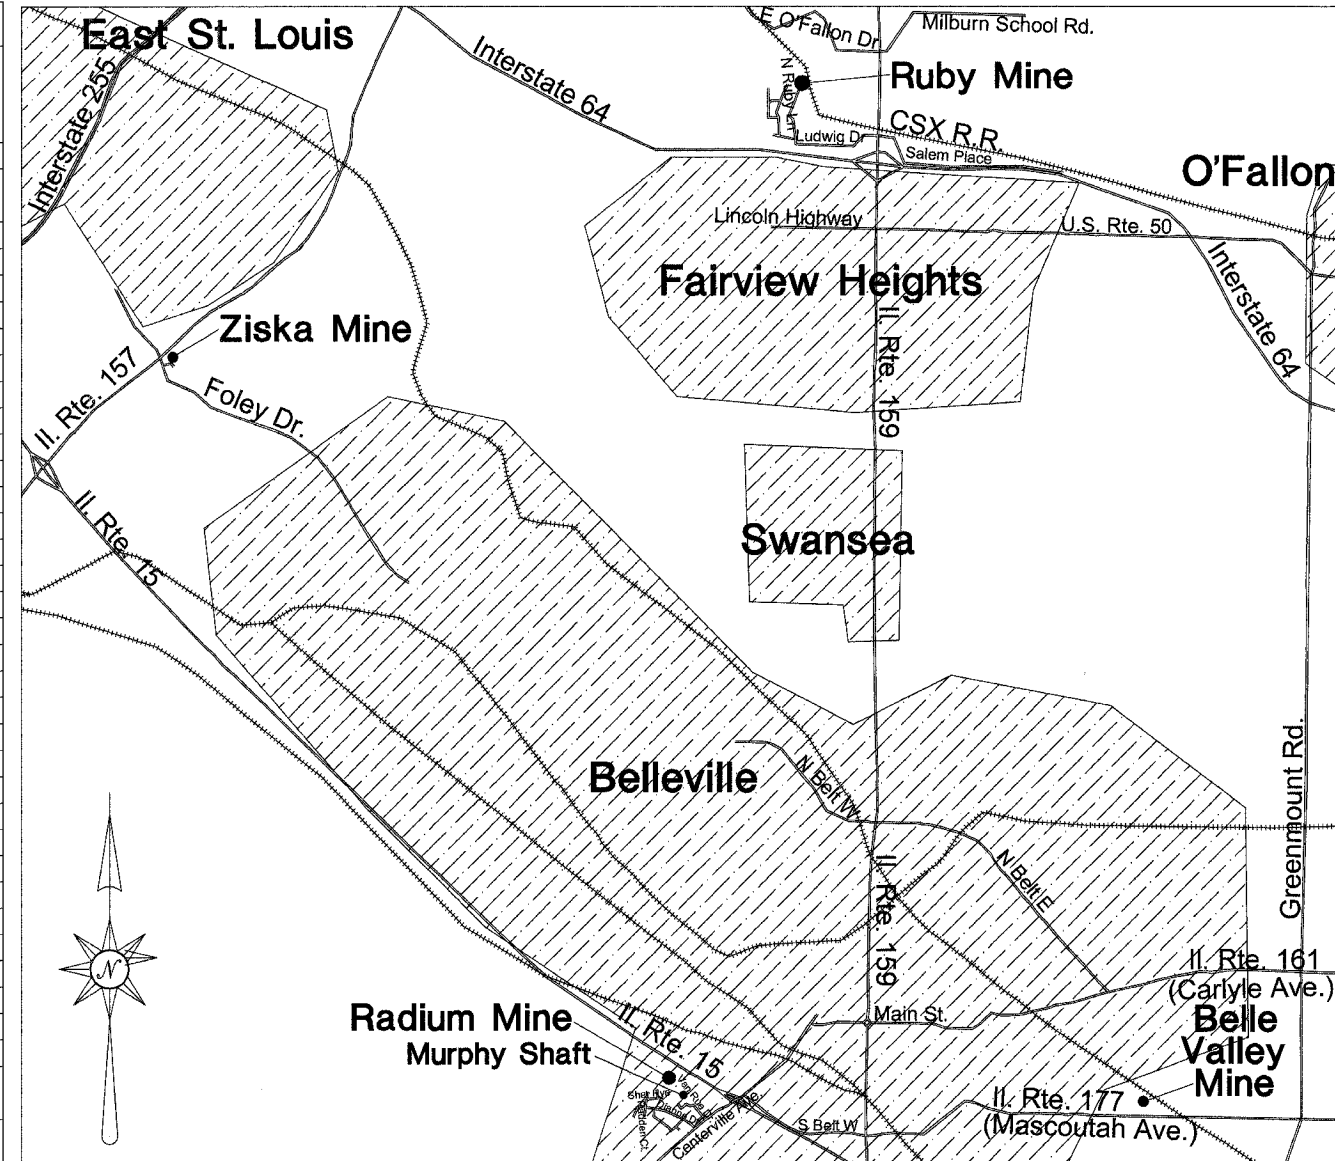 East St. Louis
Interstate 255
Interstate 64
E O'Fallon Dr
Milburn School Rd.
N Ruby Ln
Ruby Mine
CSX R.R.
Ludwig Dr
Salem Place
O'Fallon
Lincoln Highway
U.S. Rte. 50
Fairview Heights
Interstate 64
Il. Rte. 159
Ziska Mine
Il. Rte. 157
Foley Dr.
Il. Rte. 15
Swansea
Belleville
N Belt W
N Belt E
Greenmount Rd.
Il. Rte. 159
N
Il. Rte. 161
(Carlyle Ave.)
Main St.
Radium Mine
Murphy Shaft
Il. Rte. 15
Belle
Valley
Mine
Il. Rte. 177
(Mascoutah Ave.)
S Belt W
Centerville Ave.